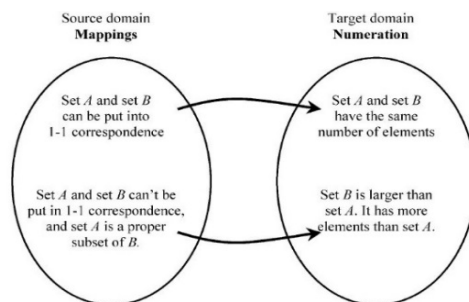 Source domain
Mappings
Target domain
Numeration
Set A and set B
can be put into
1-1 correspondence
Set A and set B
have the same
number of elements
Set A and set B can't be
put in 1-1 correspondence,
and set A is a proper
subset of B.
Set B is larger than
set A. It has more
elements than set A.